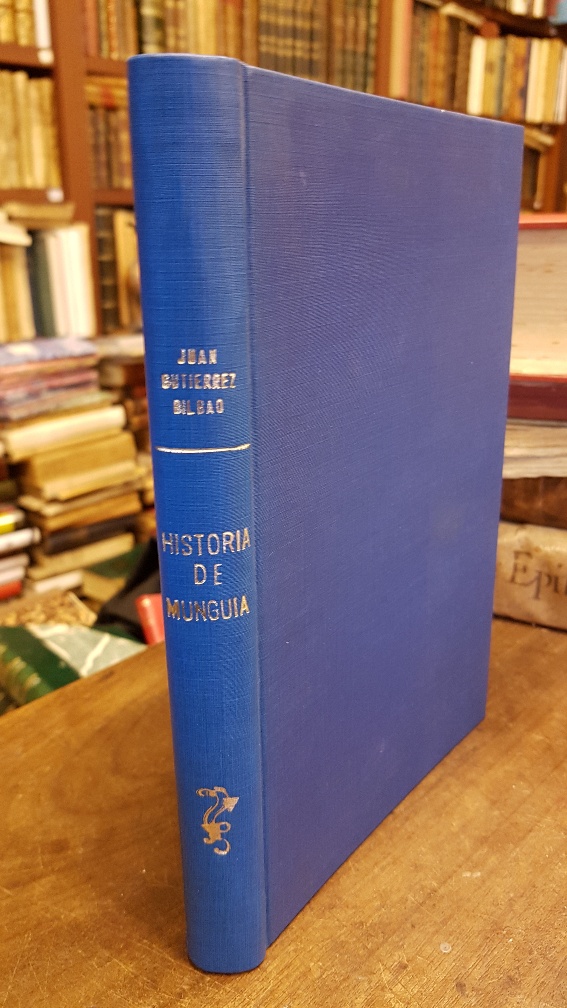 JUAN
GUTIERREZ
BILBAO
HISTORIA
DE
MUNGUIA